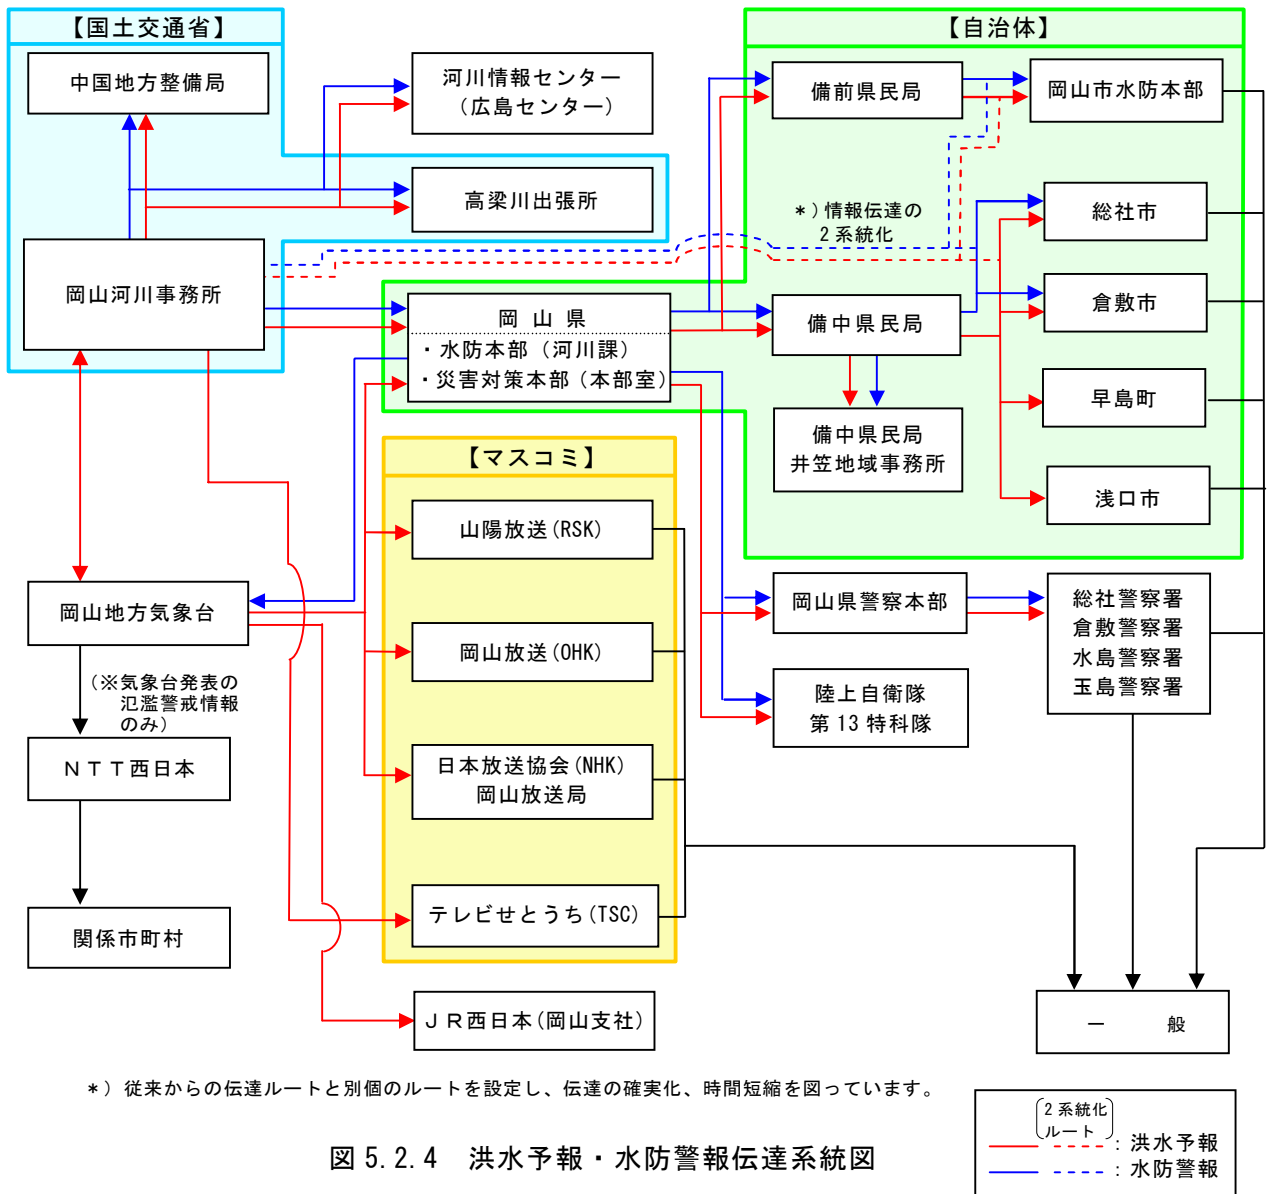 【国土交通省】
中国地方整備局
河川情報センター
（広島センター）
高梁川出張所
岡山河川事務所
【自治体】
備前県民局
岡山市水防本部
＊）情報伝達の
２系統化
総社市
倉敷市
早島町
浅口市
岡 山 県
・水防本部（河川課）
・災害対策本部（本部室）
備中県民局
備中県民局
井笠地域事務所
【マスコミ】
山陽放送(RSK)
岡山放送(OHK)
日本放送協会(NHK)
岡山放送局
テレビせとうち(TSC)
岡山地方気象台
（※気象台発表の
氾濫警戒情報
のみ）
ＮＴＴ西日本
関係市町村
岡山県警察本部
総社警察署
倉敷警察署
水島警察署
玉島警察署
陸上自衛隊
第 13 特科隊
ＪＲ西日本(岡山支社)
一 般
＊）従来からの伝達ルートと別個のルートを設定し、伝達の確実化、時間短縮を図っています。
２系統化
ルート
：洪水予報
：水防警報
図 5.2.4 洪水予報・水防警報伝達系統図